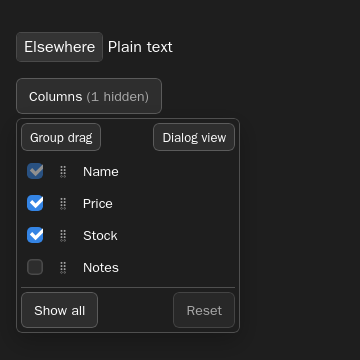 Elsewhere Plain text
Columns (1 hidden)
Group drag Dialog view
Name
Price
Stock
Notes
Show all Reset